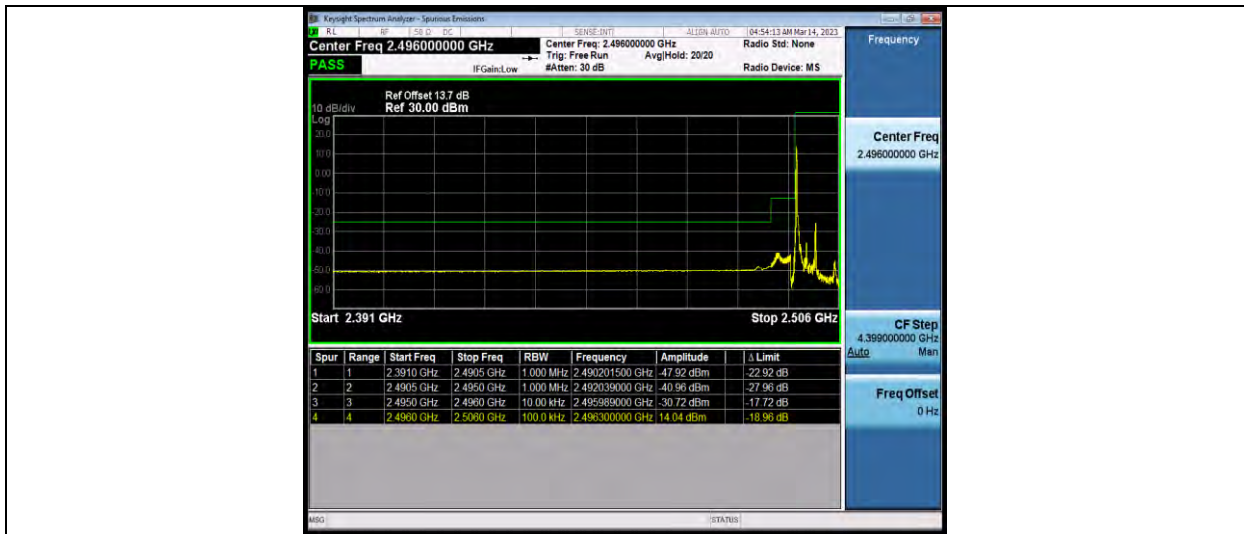 Keysight Spectrum Analyzer - Spurious Emissions
RL RF 50 Ω DC SENSE:INT ALIGN AUTO 04:54:13 AM Mar 14, 2023
Center Freq 2.496000000 GHz
Center Freq: 2.496000000 GHz
Radio Std: None
Trig: Free Run Avg|Hold: 20/20
PASS
IFGain:Low
#Atten: 30 dB
Radio Device: MS
Frequency
Ref Offset 13.7 dB
10 dB/div Ref 30.00 dBm
Log
20.0
10.0
0.00
-10.0
-20.0
-30.0
-40.0
-50.0
-60.0
Start 2.391 GHz Stop 2.506 GHz
Center Freq
2.496000000 GHz
CF Step
4.399000000 GHz
Auto Man
Freq Offset
0 Hz
Spur Range Start Freq Stop Freq RBW Frequency Amplitude Δ Limit
1 1 2.3910 GHz 2.4905 GHz 1.000 MHz 2.490201500 GHz -47.92 dBm -22.92 dB
2 2 2.4905 GHz 2.4950 GHz 1.000 MHz 2.492039000 GHz -40.96 dBm -27.96 dB
3 3 2.4950 GHz 2.4960 GHz 10.00 kHz 2.495989000 GHz -30.72 dBm -17.72 dB
4 4 2.4960 GHz 2.5060 GHz 100.0 kHz 2.496300000 GHz 14.04 dBm -18.96 dB
MSG STATUS